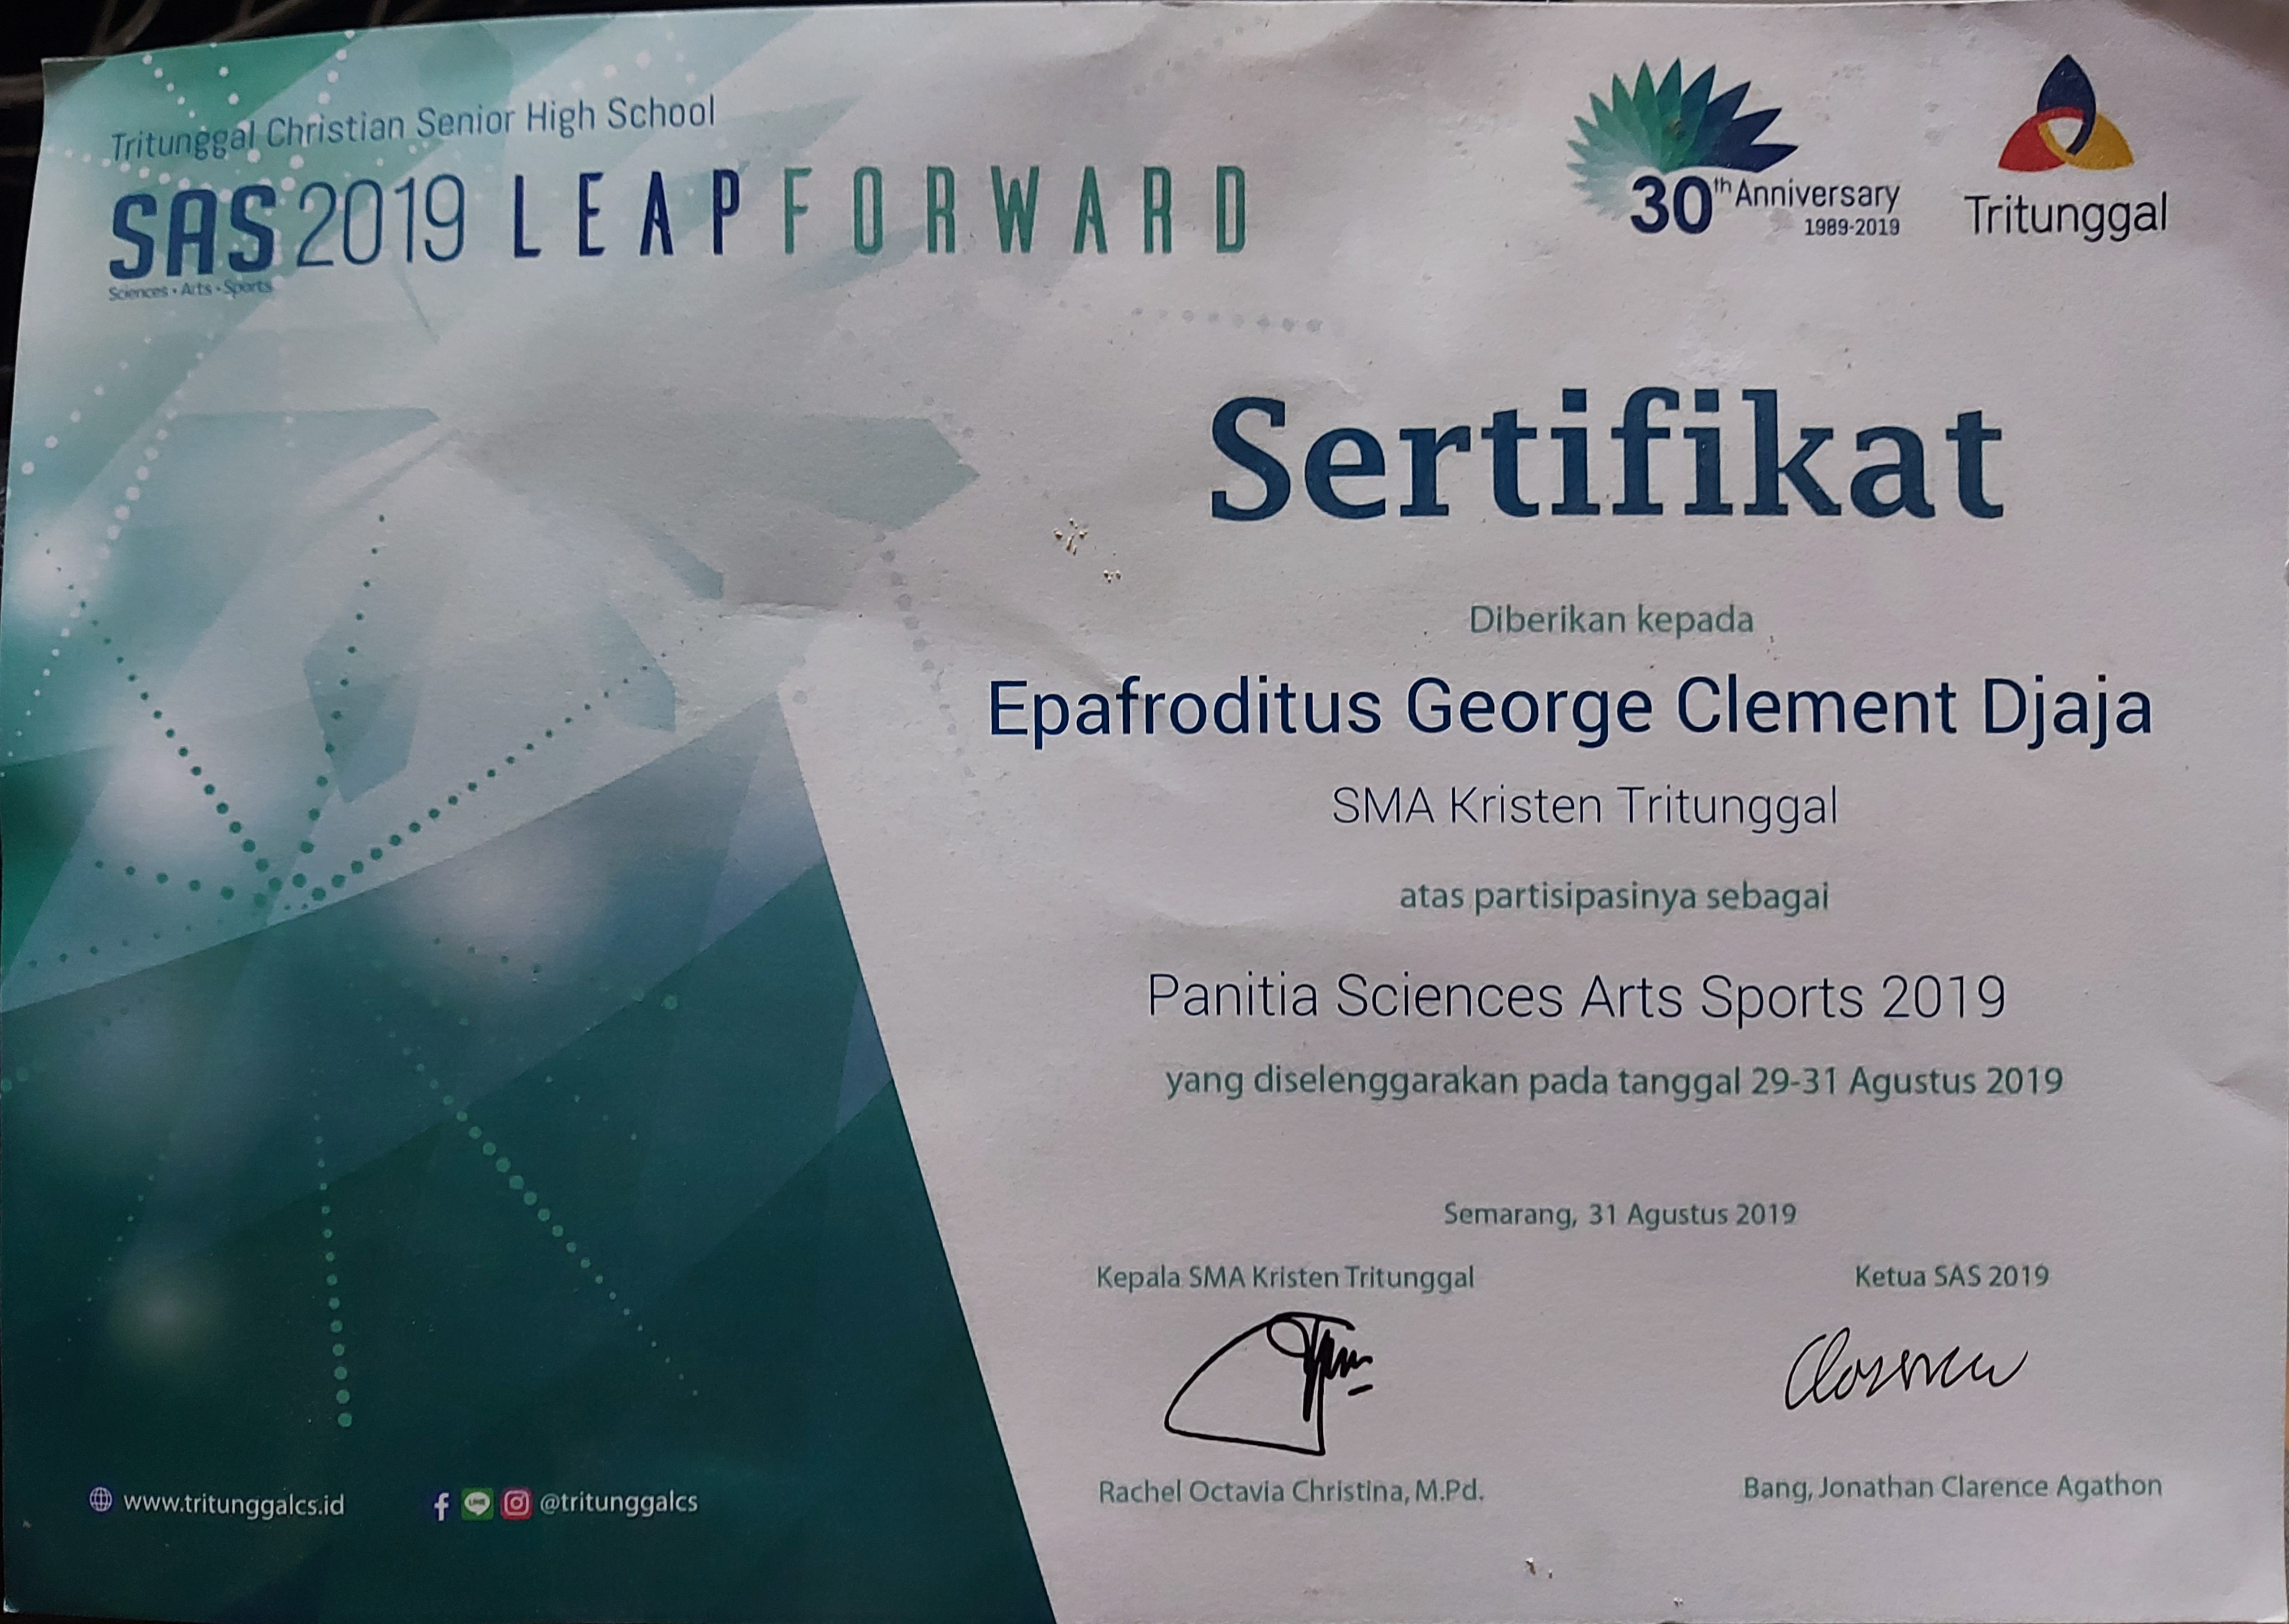 Tritunggal Christian Senior High School
SAS 2019 LEAP FORWARD
Sciences • Arts • Sports
30th Anniversary
1989-2019
Tritunggal
Sertifikat
Diberikan kepada
Epafroditus George Clement Djaja
SMA Kristen Tritunggal
atas partisipasinya sebagai
Panitia Sciences Arts Sports 2019
yang diselenggarakan pada tanggal 29-31 Agustus 2019
Semarang, 31 Agustus 2019
Kepala SMA Kristen Tritunggal
Ketua SAS 2019
Rachel Octavia Christina, M.Pd.
Bang, Jonathan Clarence Agathon
www.tritunggalcs.id
@tritunggalcs